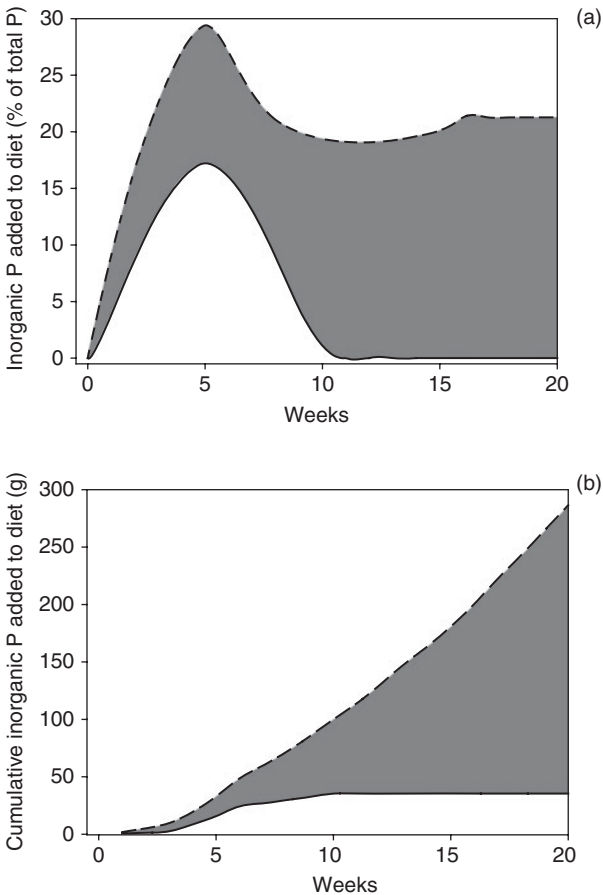 (a)
Inorganic P added to diet (% of total P)
30
25
20
15
10
5
0
0 5 10 15 20
Weeks
(b)
Cumulative inorganic P added to diet (g)
300
250
200
150
100
50
0
0 5 10 15 20
Weeks